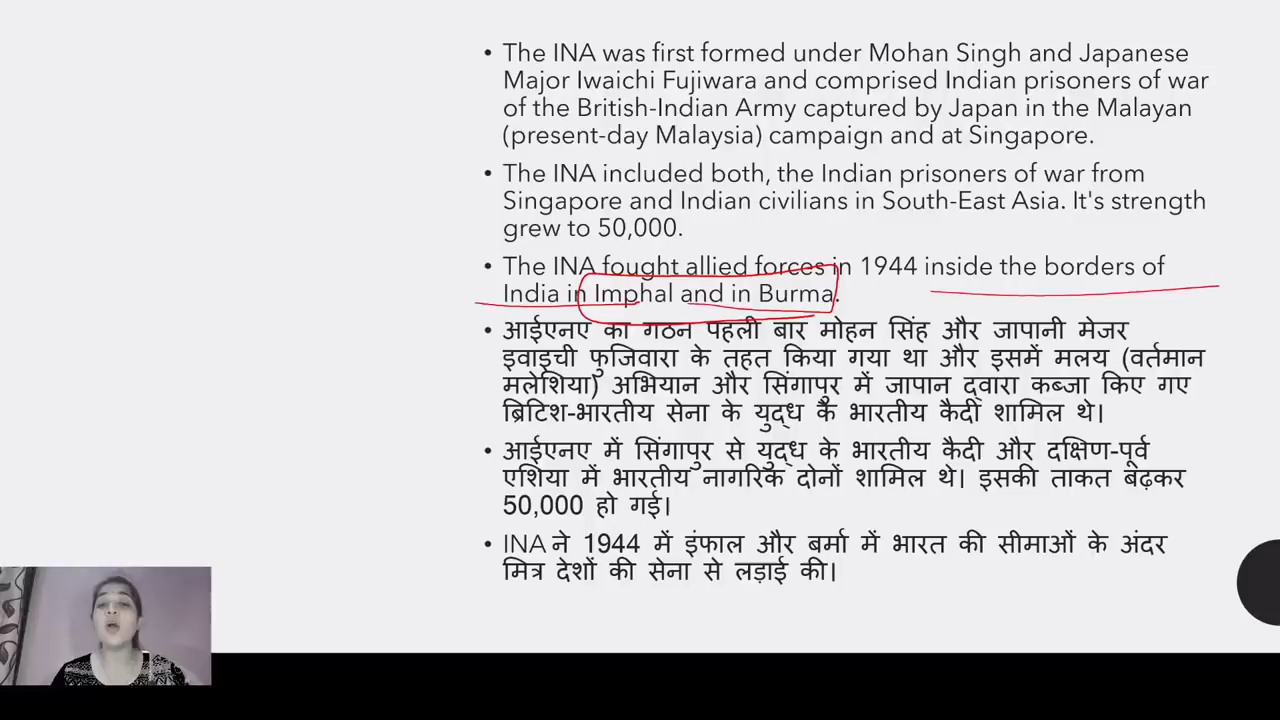 • The INA was first formed under Mohan Singh and Japanese
Major Iwaichi Fujiwara and comprised Indian prisoners of war
of the British-Indian Army captured by Japan in the Malayan
(present-day Malaysia) campaign and at Singapore.
• The INA included both, the Indian prisoners of war from
Singapore and Indian civilians in South-East Asia. It's strength
grew to 50,000.
• The INA fought allied forces in 1944 inside the borders of
India in Imphal and in Burma.
• आईएनए का गठन पहली बार मोहन सिंह और जापानी मेजर
इवाइची फुजिवारा के तहत किया गया था और इसमें मलय (वर्तमान
मलेशिया) अभियान और सिंगापुर में जापान द्वारा कब्जा किए गए
ब्रिटिश-भारतीय सेना के युद्ध के भारतीय कैदी शामिल थे।
• आईएनए में सिंगापुर से युद्ध के भारतीय कैदी और दक्षिण-पूर्व
एशिया में भारतीय नागरिक दोनों शामिल थे। इसकी ताकत बढ़कर
50,000 हो गई।
• INA ने 1944 में इंफाल और बर्मा में भारत की सीमाओं के अंदर
मित्र देशों की सेना से लड़ाई की।